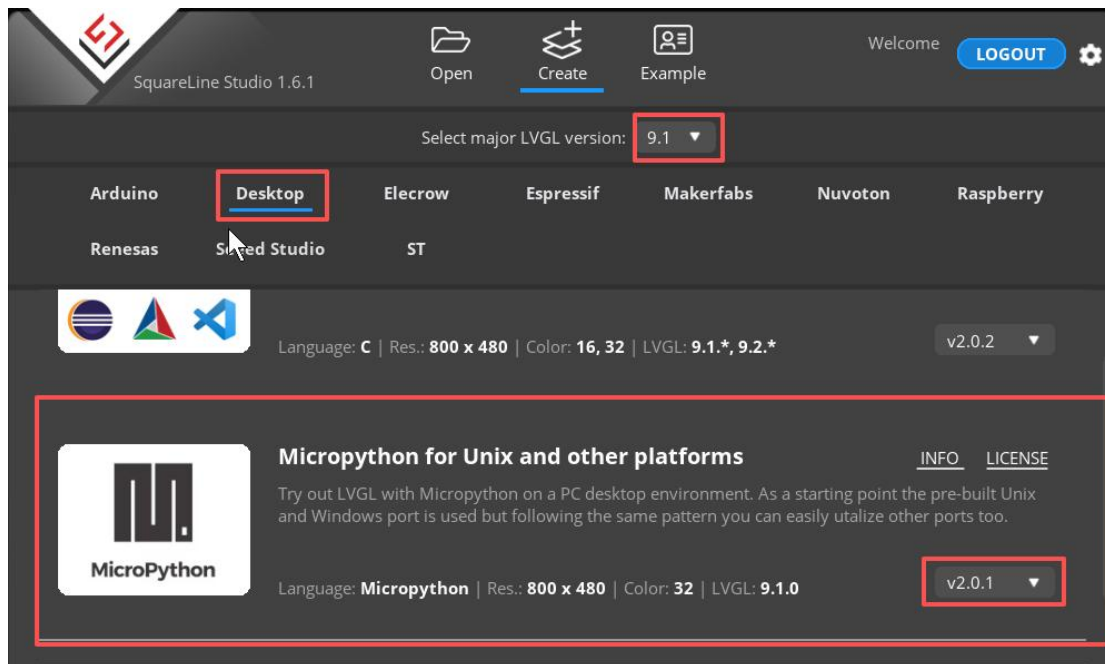 SquareLine Studio 1.6.1
Open
Create
Example
Welcome
LOGOUT
Select major LVGL version: 9.1
Arduino Desktop Elecrow Espressif Makerfabs Nuvoton Raspberry
Renesas Seeed Studio ST
Language: C | Res.: 800 x 480 | Color: 16, 32 | LVGL: 9.1.*, 9.2.*
v2.0.2
Micropython for Unix and other platforms
INFO LICENSE
Try out LVGL with Micropython on a PC desktop environment. As a starting point the pre-built Unix
and Windows port is used but following the same pattern you can easily utalize other ports too.
MicroPython
Language: Micropython | Res.: 800 x 480 | Color: 32 | LVGL: 9.1.0
v2.0.1